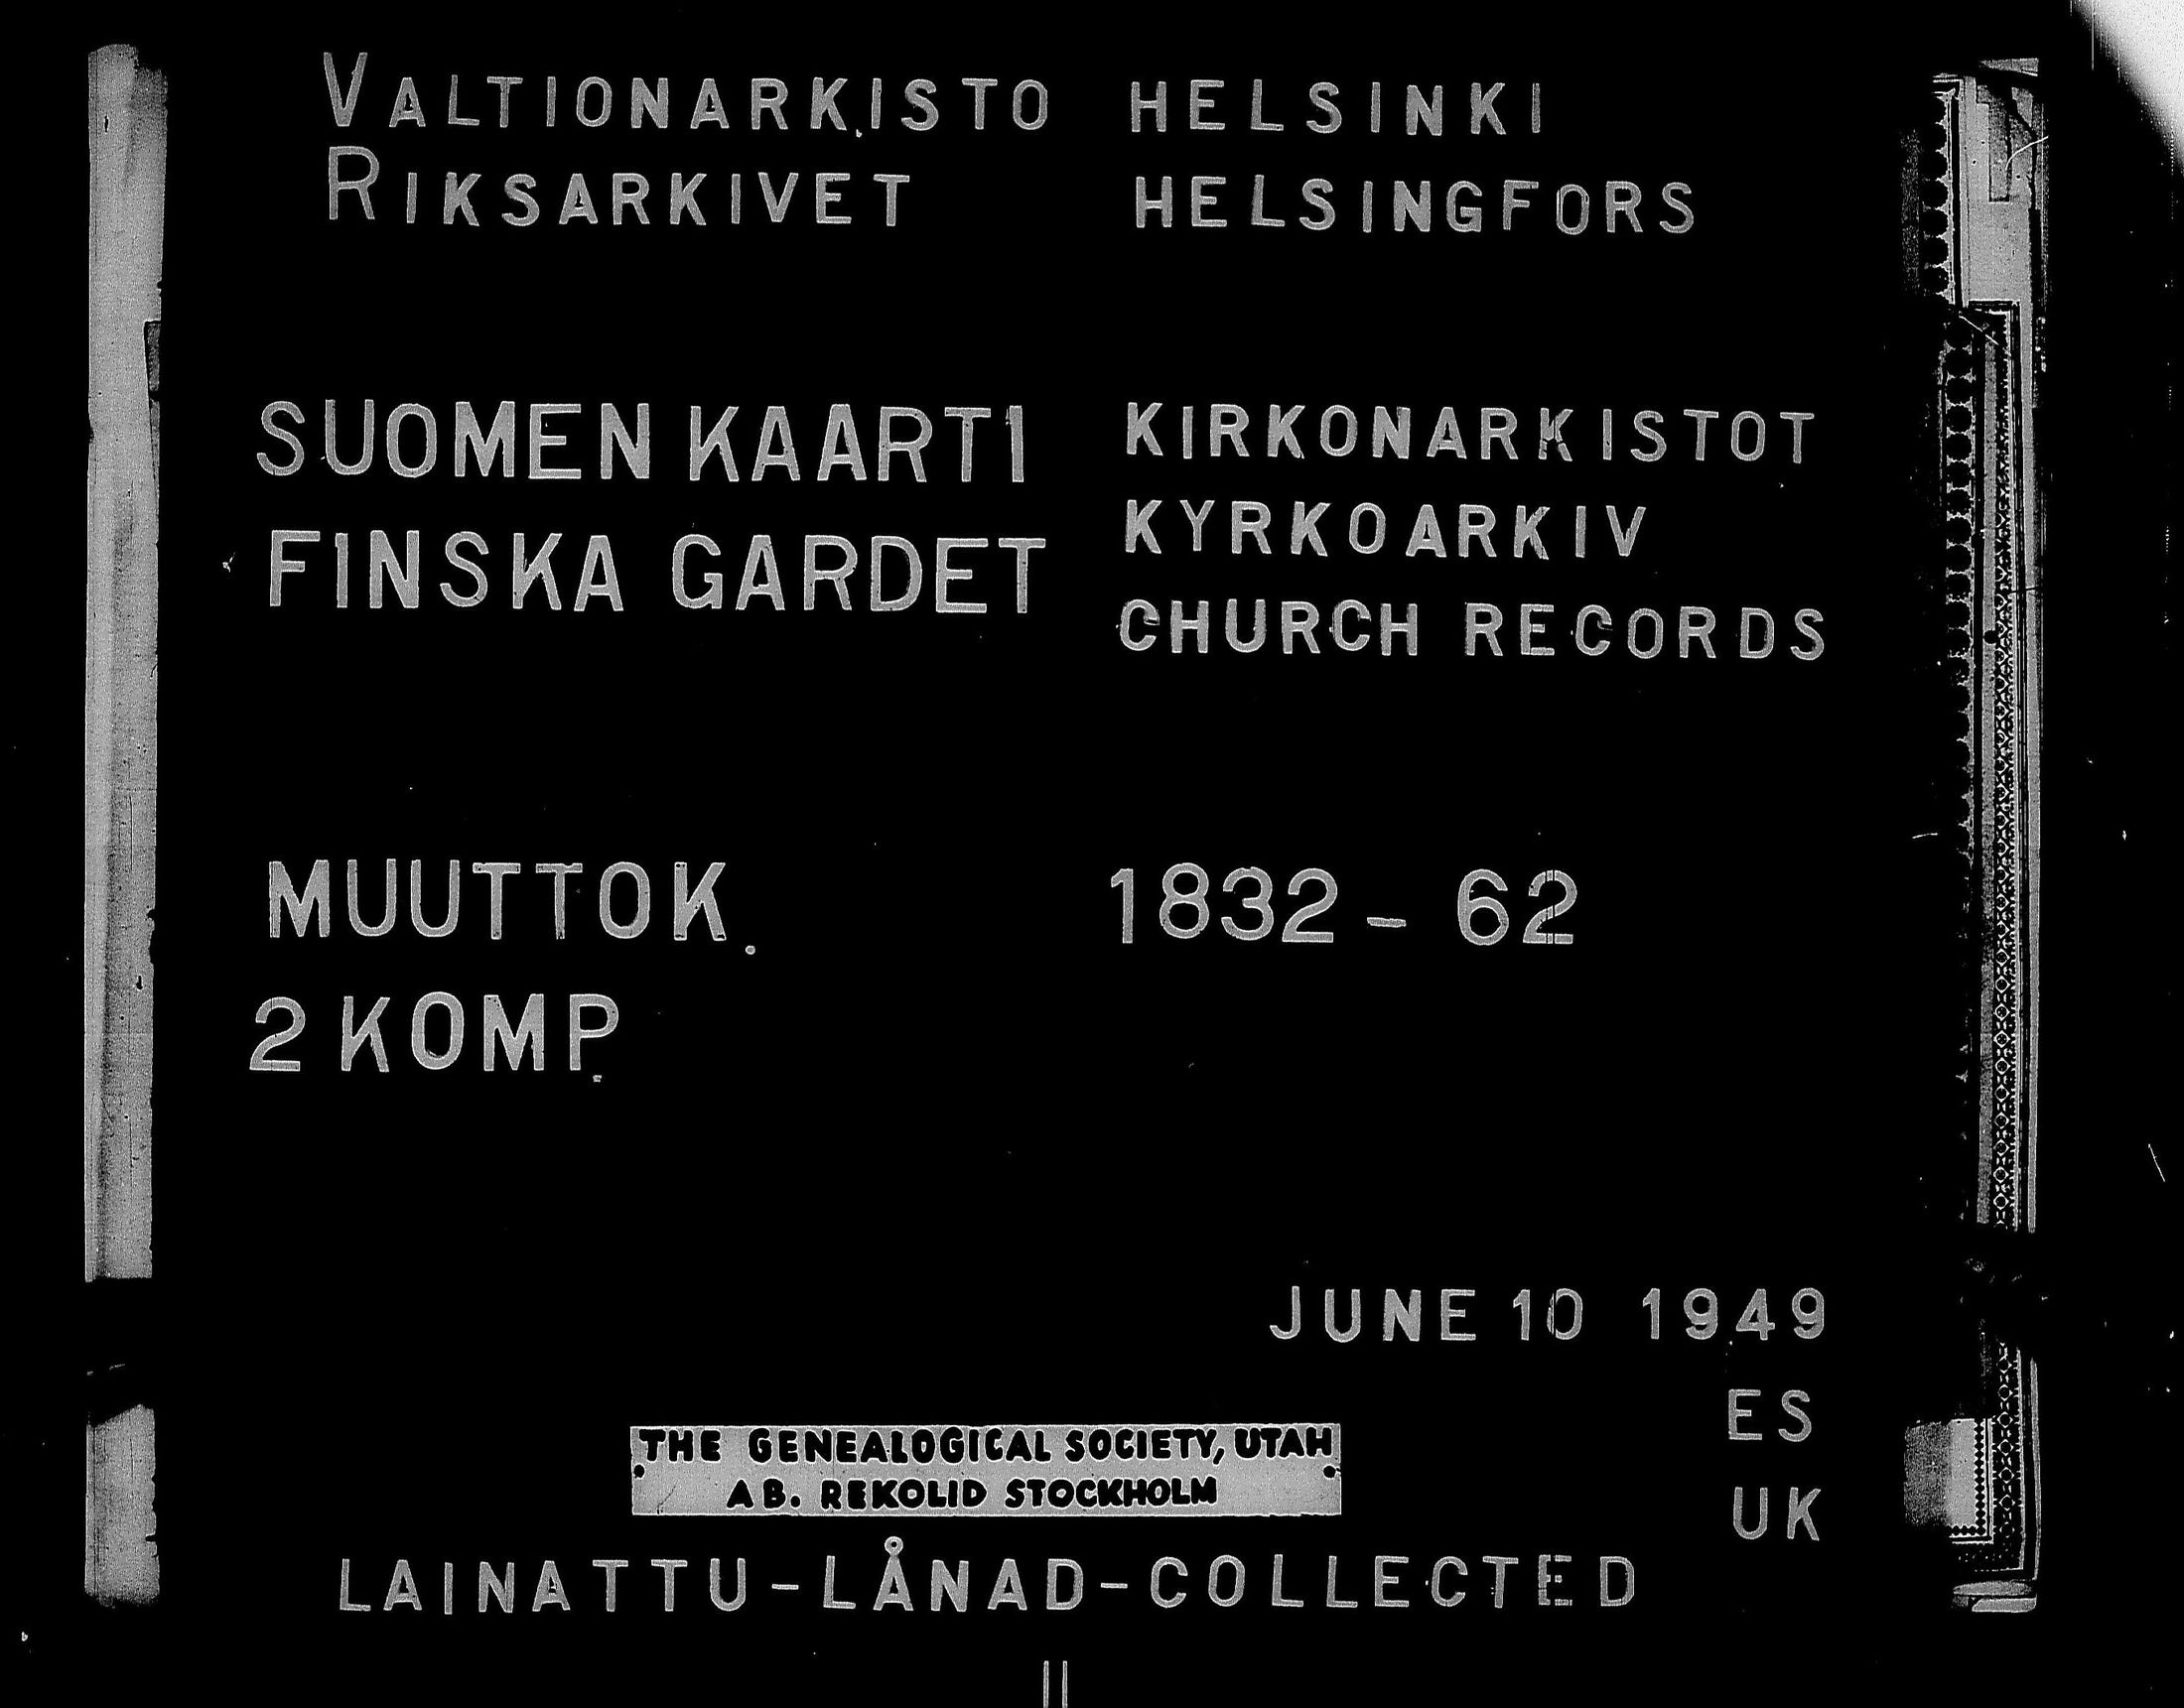 VALTIONARKISTO HELSINKI
RIKSARKIVET HELSINGFORS
SUOMEN KAARTI
FINSKA GARDET
KIRKONARKISTOT
KYRKOARKIV
CHURCH RECORDS
MUUTTOK. 1832-62
2 KOMP.
JUNE 10 1949
ES
UK
THE GENEALOGICAL SOCIETY, UTAH
AB. REKOLID STOCKHOLM
LAINATTU-LÅNAD-COLLECTED